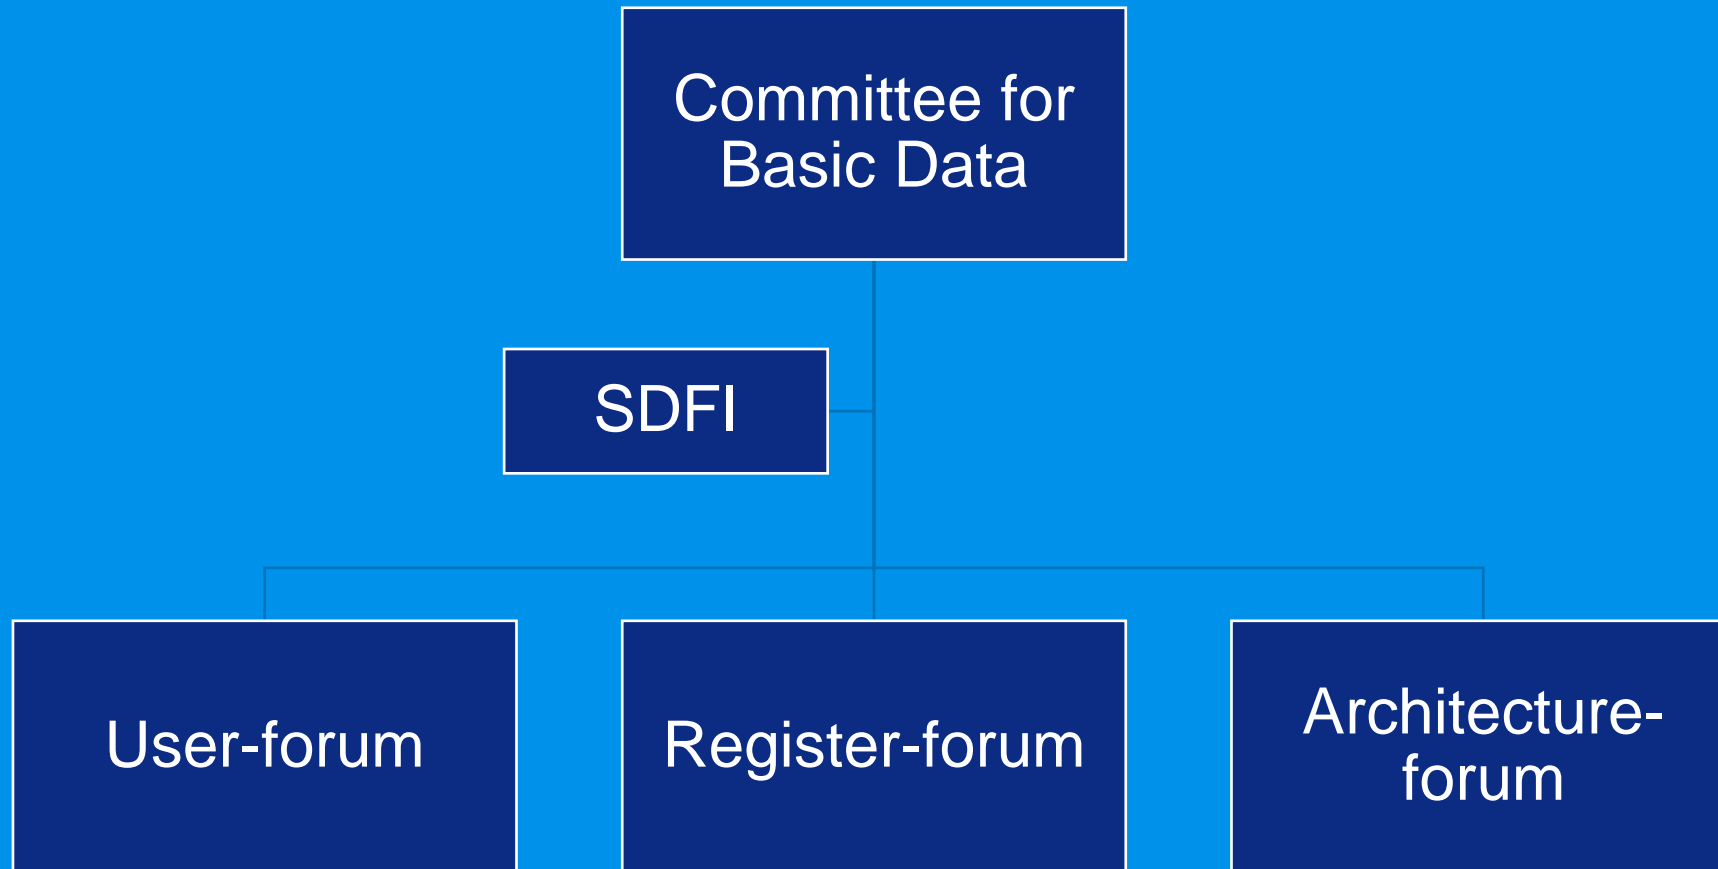 Committee for
Basic Data
SDFI
User-forum
Register-forum
Architecture-
forum